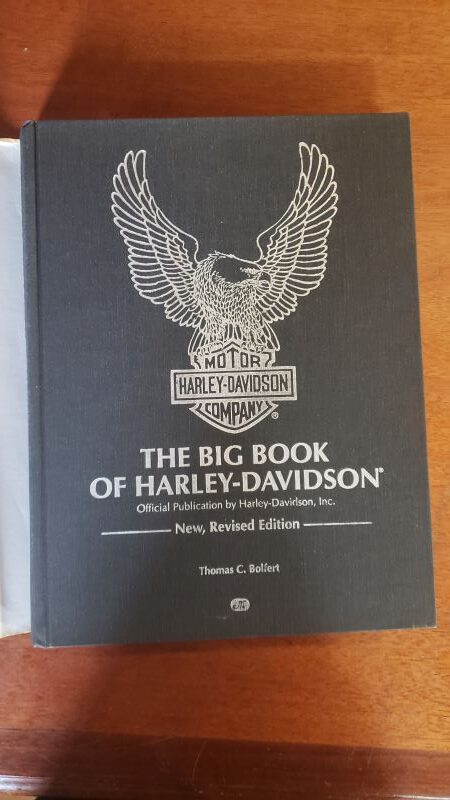 MOTOR
HARLEY-DAVIDSON
COMPANY®
THE BIG BOOK
OF HARLEY-DAVIDSON®
Official Publication by Harley-Davidson, Inc.
New, Revised Edition
Thomas C. Bolfert